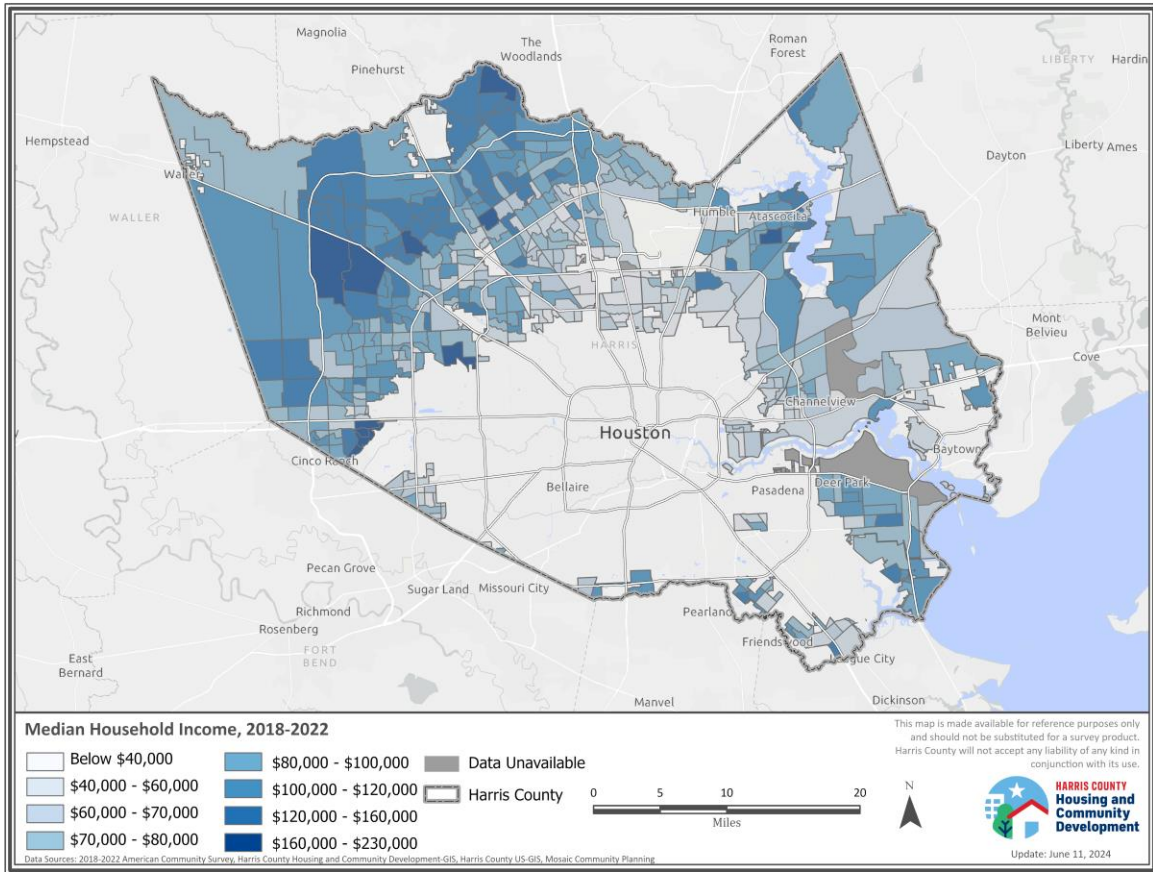 Magnolia
The
Woodlands
Roman
Forest
LIBERTY
Hardin
Pinehurst
Hempstead
Dayton
Liberty Ames
Waller
WALLER
Humble
Atascocita
Mont
Belvieu
HARRIS
Cove
Channelview
Houston
Cinco Ranch
Baytown
Bellaire
Pasadena
Deer Park
Pecan Grove
Sugar Land
Missouri City
Richmond
Pearland
Rosenberg
Friendswood
FORT
BEND
East
Bernard
gue City
Manvel
Dickinson
Median Household Income, 2018-2022
Below $40,000
$40,000 - $60,000
$60,000 - $70,000
$70,000 - $80,000
$80,000 - $100,000
$100,000 - $120,000
$120,000 - $160,000
$160,000 - $230,000
Data Unavailable
Harris County
0 5 10 20
Miles
N
This map is made available for reference purposes only
and should not be substituted for a survey product.
Harris County will not accept any liability of any kind in
conjunction with its use.
HARRIS COUNTY
Housing and
Community
Development
Update: June 11, 2024
Data Sources: 2018-2022 American Community Survey, Harris County Housing and Community Development-GIS, Harris County US-GIS, Mosaic Community Planning